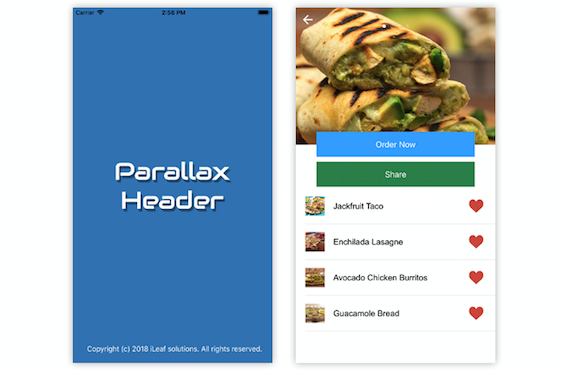 Carrier 2:56 PM
Parallax
Header
Copyright (c) 2018 iLeaf solutions. All rights reserved.
Order Now
Share
Jackfruit Taco
Enchilada Lasagne
Avocado Chicken Burritos
Guacamole Bread